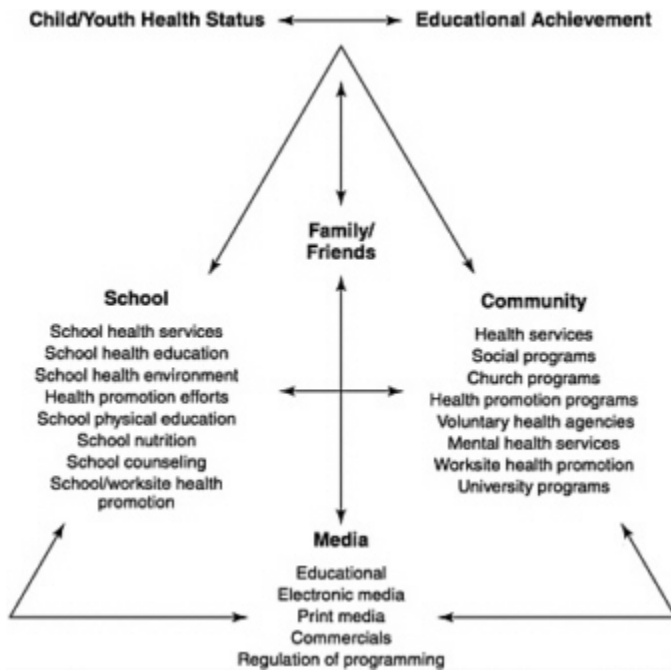 Child/Youth Health Status
Educational Achievement
Family/
Friends
School
School health services
School health education
School health environment
Health promotion efforts
School physical education
School nutrition
School counseling
School/worksite health
promotion
Community
Health services
Social programs
Church programs
Health promotion programs
Voluntary health agencies
Mental health services
Worksite health promotion
University programs
Media
Educational
Electronic media
Print media
Commercials
Regulation of programming